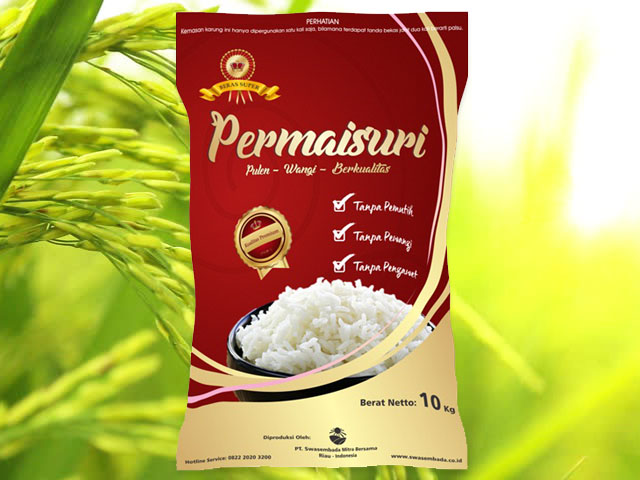 PERHATIAN
Kemasan karung ini hanya dipergunakan satu kali saja, bilamana terdapat tanda bekas jahit dua kali berarti palsu.
BERAS SUPER
Permaisuri
Pulen - Wangi - Berkualitas
Tanpa Pemutih
Kualitas Premium
Tanpa Pewangi
Tanpa Pengawet
Berat Netto: 10 Kg
Diproduksi Oleh:
PT. Swasembada Mitra Bersama
Riau - Indonesia
Hotline Service: 0822 2020 3200
www.swasembada.co.id